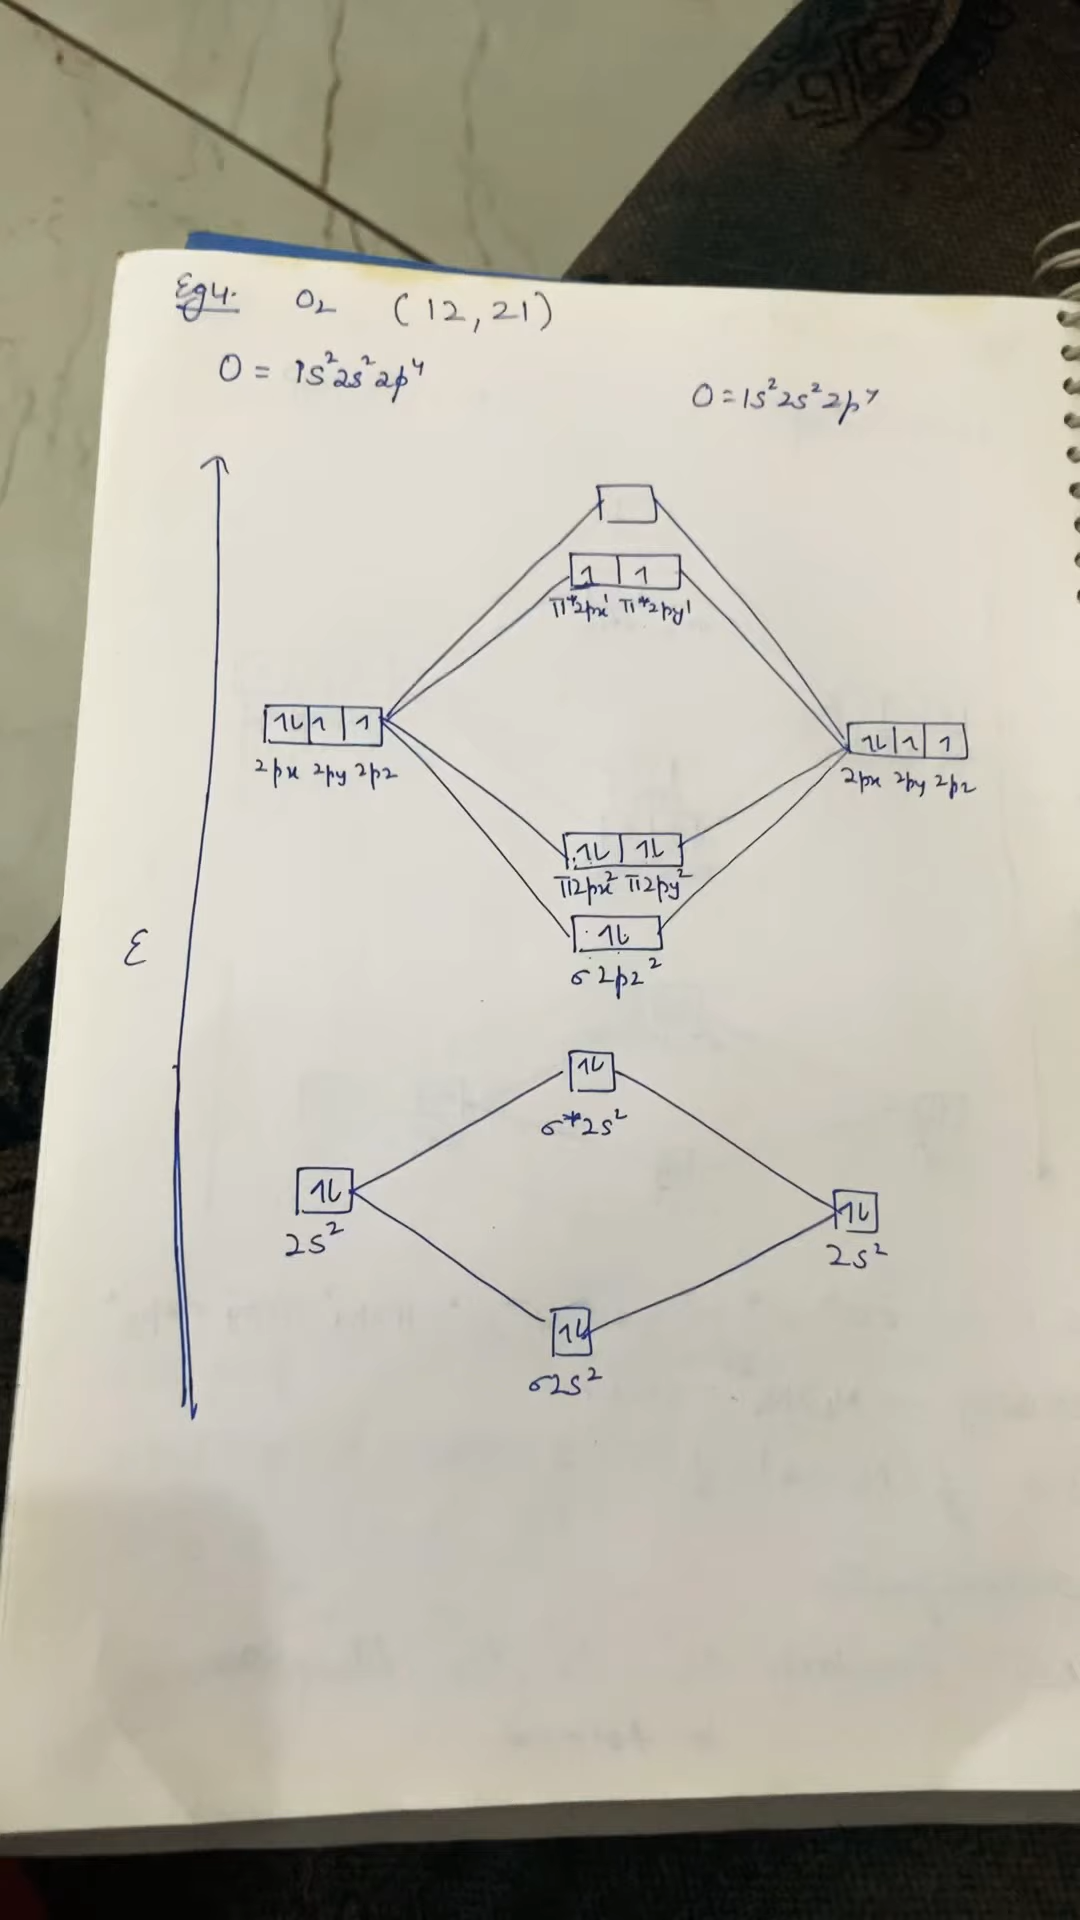 Eg4. O₂ (12,21)
O = 1s²2s²2p⁴
O=1s²2s²2p⁴
1 1
π*2px¹ π*2py¹
1L 1 1
1L 1 1
2px 2py 2pz
2px 2py 2pz
1L 1L
π2px² π2py²
ε
1L
σ2pz²
1L
σ*2s²
1L
1L
2s²
2s²
1L
σ2s²